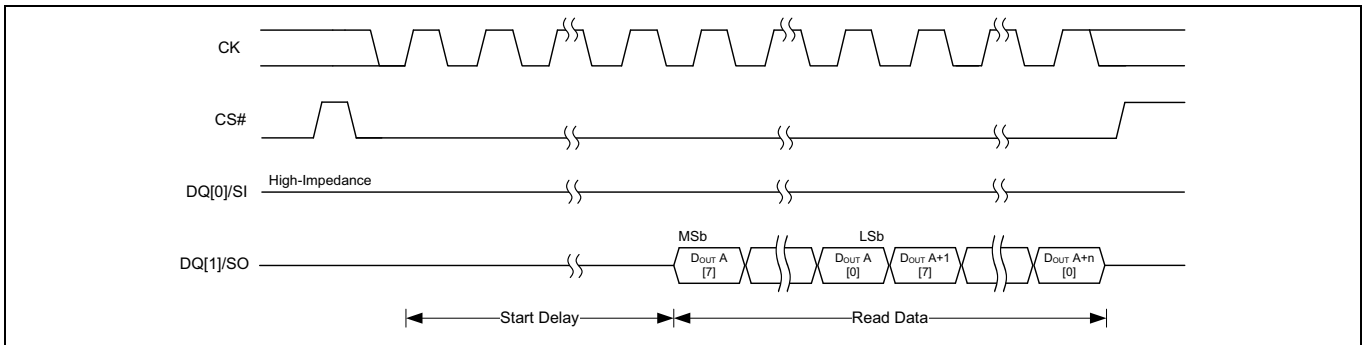 CK
CS#
DQ[0]/SI High-Impedance
DQ[1]/SO
MSb LSb
DOUT A DOUT A DOUT A+1 DOUT A+n
[7] [0] [7] [0]
Start Delay Read Data